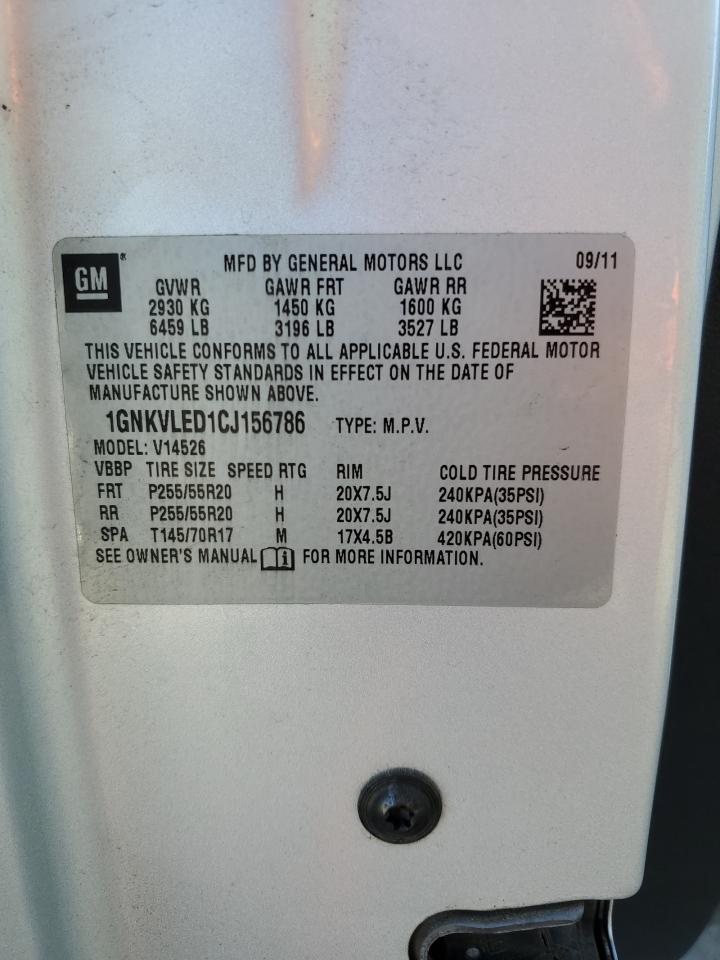 GM® MFD BY GENERAL MOTORS LLC 09/11
GVWR GAWR FRT GAWR RR
2930 KG 1450 KG 1600 KG
6459 LB 3196 LB 3527 LB
THIS VEHICLE CONFORMS TO ALL APPLICABLE U.S. FEDERAL MOTOR
VEHICLE SAFETY STANDARDS IN EFFECT ON THE DATE OF
MANUFACTURE SHOWN ABOVE.
1GNKVLED1CJ156786 TYPE: M.P.V.
MODEL: V14526
VBBP TIRE SIZE SPEED RTG RIM COLD TIRE PRESSURE
FRT P255/55R20 H 20X7.5J 240KPA(35PSI)
RR P255/55R20 H 20X7.5J 240KPA(35PSI)
SPA T145/70R17 M 17X4.5B 420KPA(60PSI)
SEE OWNER'S MANUAL FOR MORE INFORMATION.